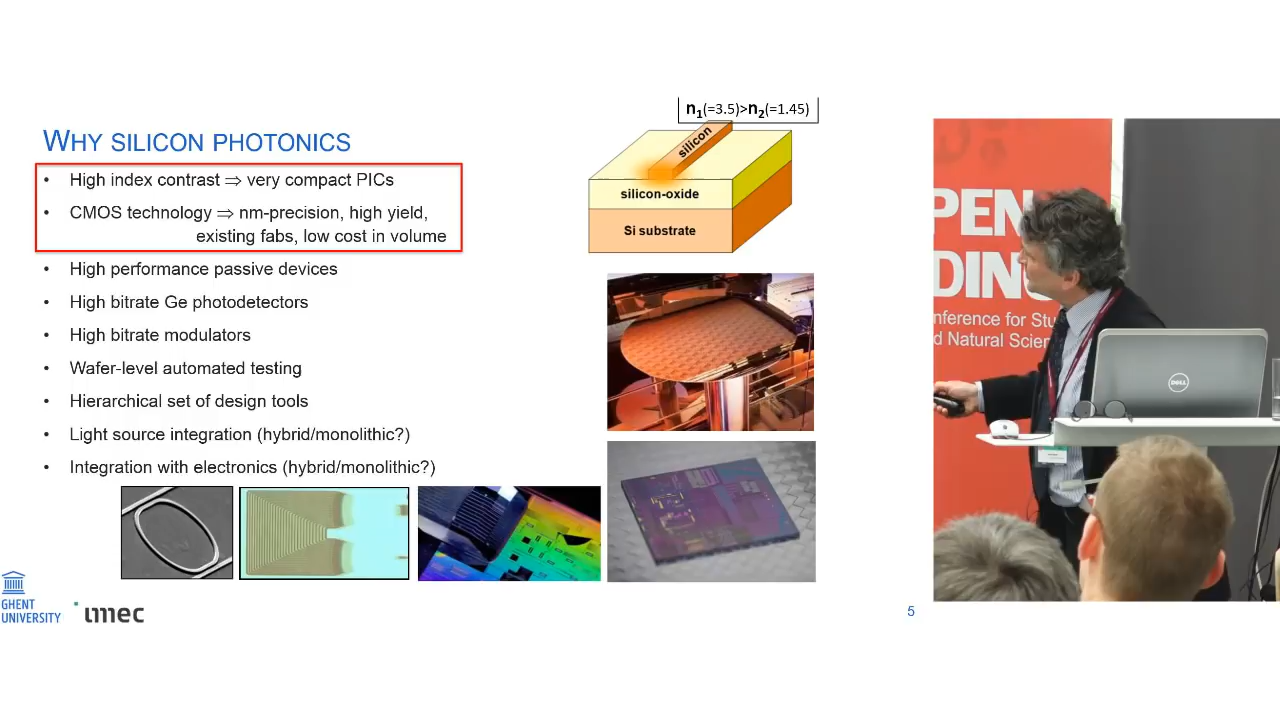 n1(=3.5)>n2(=1.45)
WHY SILICON PHOTONICS
• High index contrast ⇒ very compact PICs
• CMOS technology ⇒ nm-precision, high yield,
existing fabs, low cost in volume
• High performance passive devices
• High bitrate Ge photodetectors
• High bitrate modulators
• Wafer-level automated testing
• Hierarchical set of design tools
• Light source integration (hybrid/monolithic?)
• Integration with electronics (hybrid/monolithic?)
silicon
silicon-oxide
Si substrate
GHENT
UNIVERSITY
imec
5
PEN
DING
nference for Stu
d Natural Scien
DELL